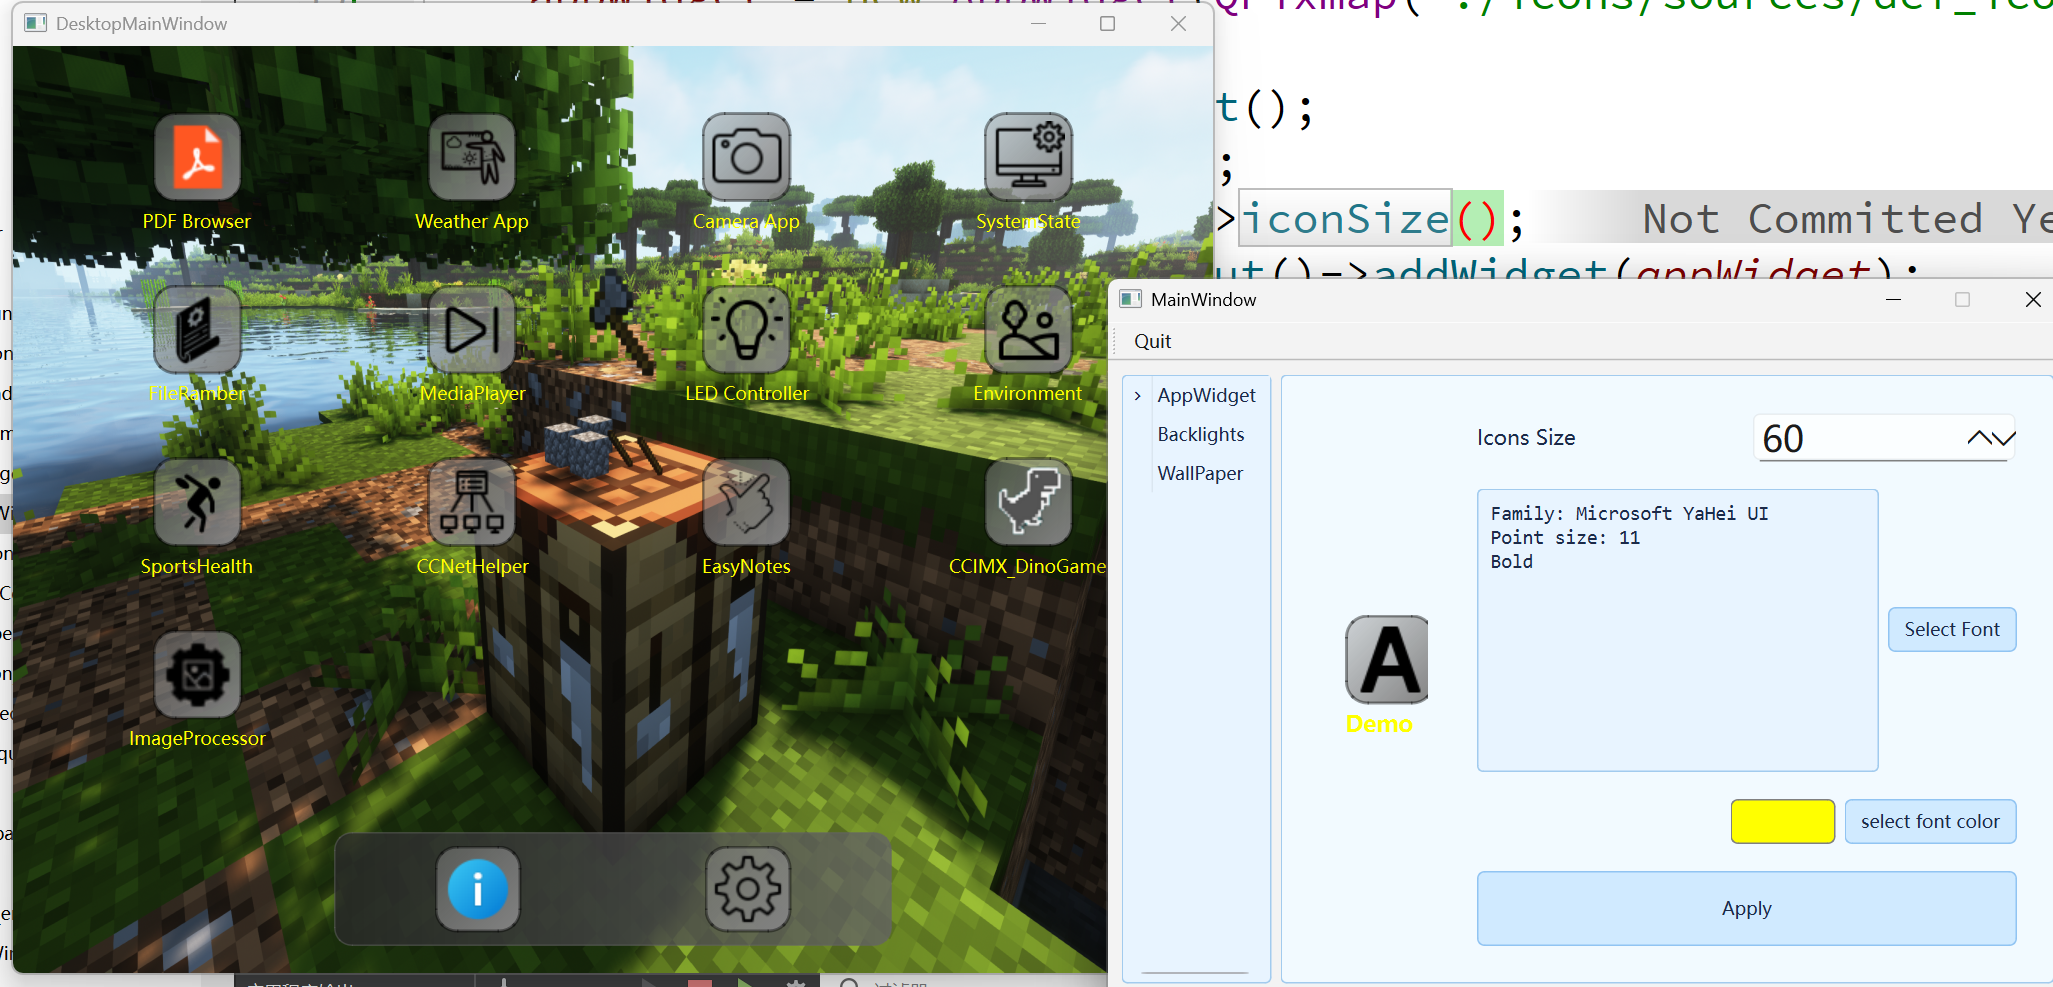 DesktopMainWindow
PDF Browser
Weather App
Camera App
SystemState
FileRamber
MediaPlayer
LED Controller
Environment
SportsHealth
CCNetHelper
EasyNotes
CCIMX_DinoGame
ImageProcessor
t();
;
>iconSize(); Not Committed Ye
ut()->addWidget(appWidget);
MainWindow
Quit
AppWidget
Backlights
WallPaper
Icons Size
60
Family: Microsoft YaHei UI
Point size: 11
Bold
Select Font
A
Demo
select font color
Apply